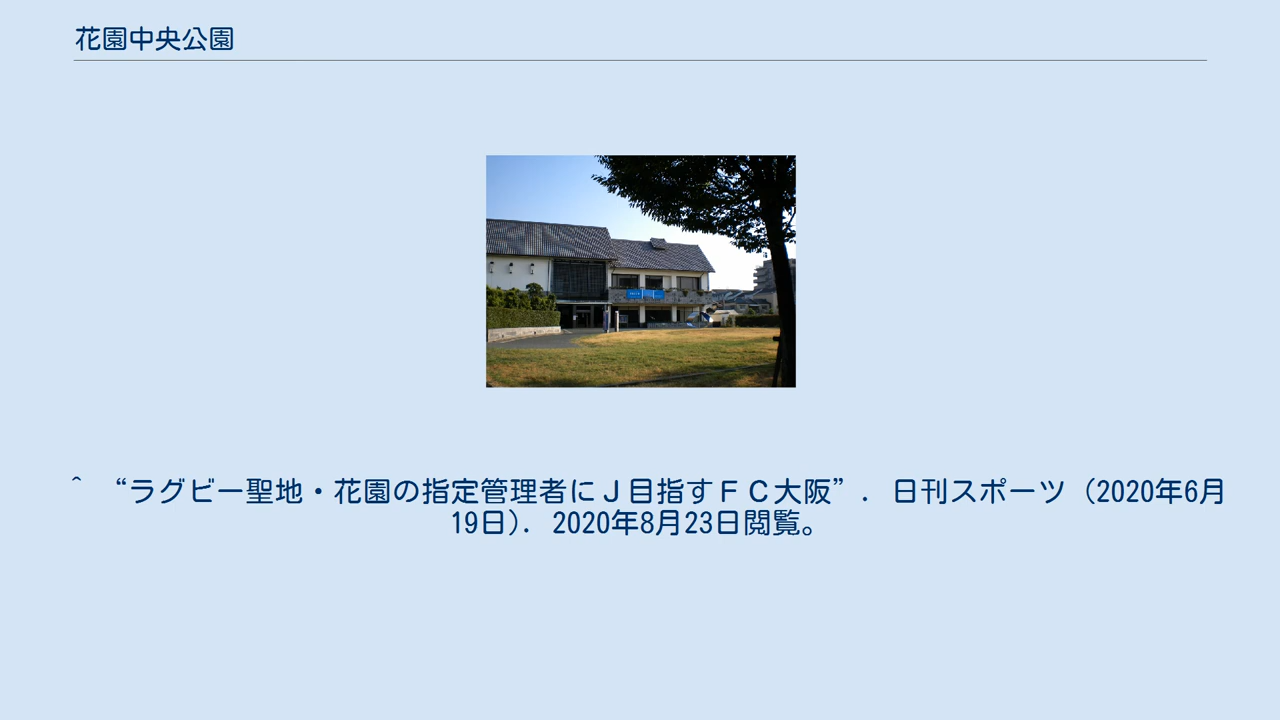 花園中央公園
^ “ラグビー聖地・花園の指定管理者にＪ目指すＦＣ大阪”. 日刊スポーツ (2020年6月
19日). 2020年8月23日閲覧。